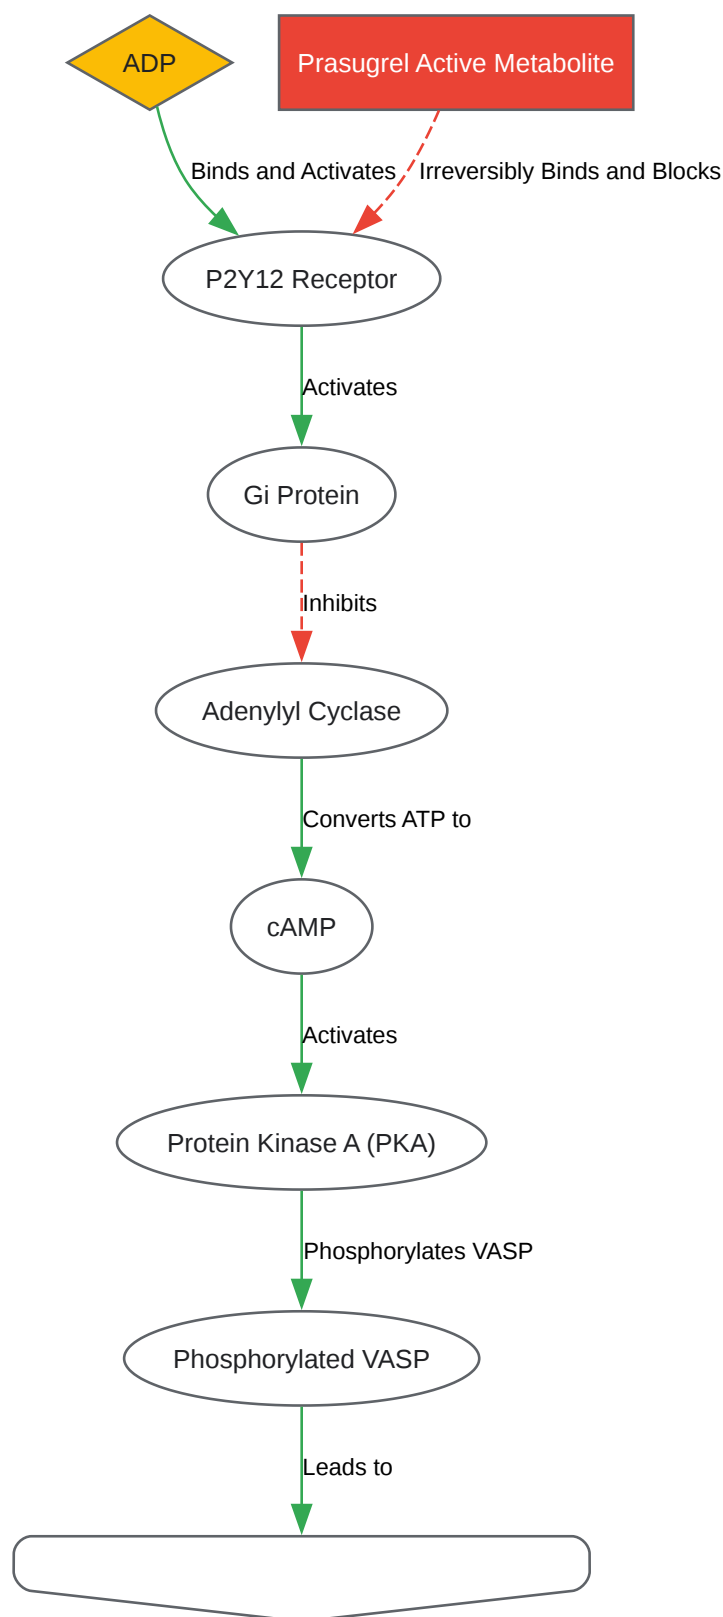 ADP
Prasugrel Active Metabolite
Binds and Activates
Irreversibly Binds and Blocks
P2Y12 Receptor
Activates
Gi Protein
Inhibits
Adenylyl Cyclase
Converts ATP to
cAMP
Activates
Protein Kinase A (PKA)
Phosphorylates VASP
Phosphorylated VASP
Leads to